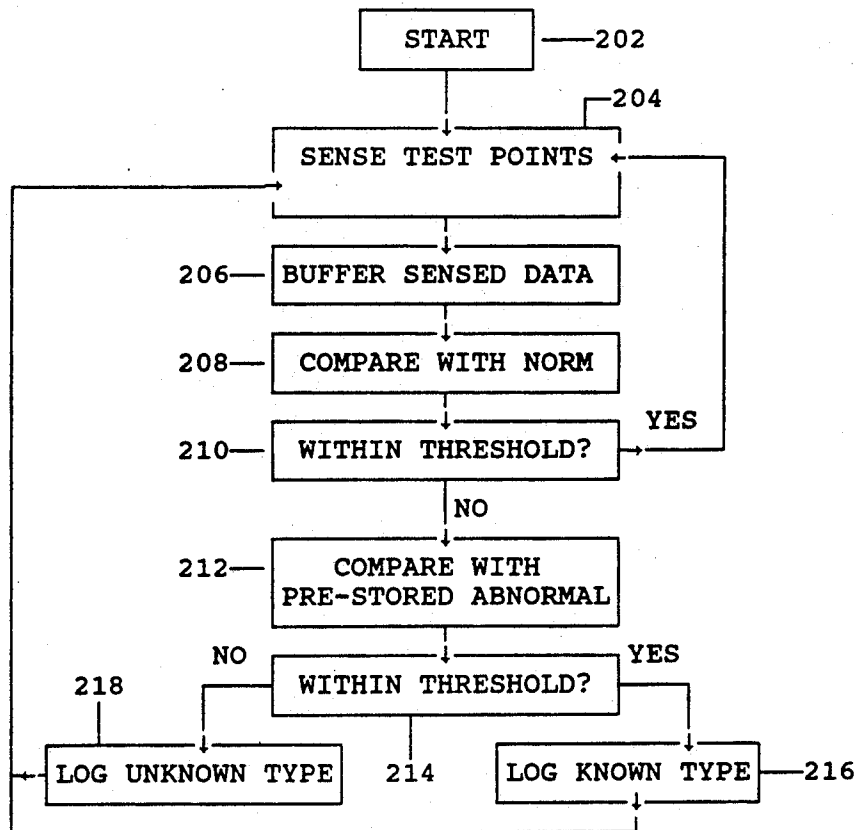 START 202
204
SENSE TEST POINTS
206 BUFFER SENSED DATA
208 COMPARE WITH NORM
YES
210 WITHIN THRESHOLD?
NO
212 COMPARE WITH
PRE-STORED ABNORMAL
NO YES
218 WITHIN THRESHOLD?
LOG UNKNOWN TYPE 214 LOG KNOWN TYPE 216